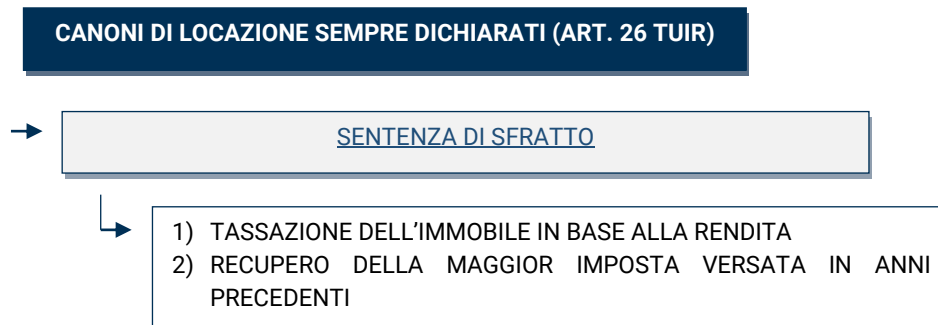 CANONI DI LOCAZIONE SEMPRE DICHIARATI (ART. 26 TUIR)
SENTENZA DI SFRATTO
1) TASSAZIONE DELL'IMMOBILE IN BASE ALLA RENDITA
2) RECUPERO DELLA MAGGIOR IMPOSTA VERSATA IN ANNI
PRECEDENTI